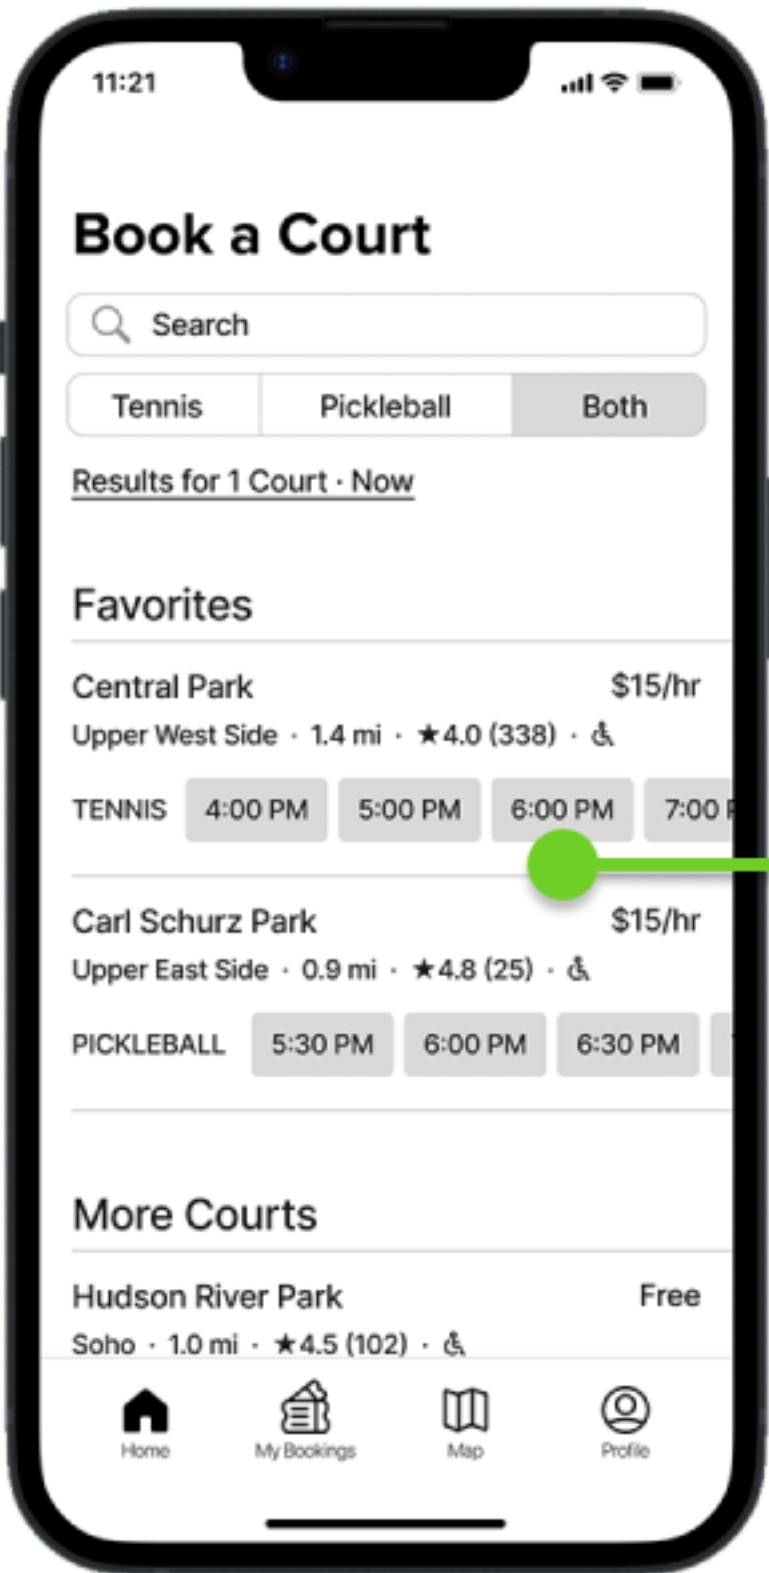 11:21
Book a Court
Search
Tennis Pickleball Both
Results for 1 Court · Now
Favorites
Central Park $15/hr
Upper West Side · 1.4 mi · ★4.0 (338) ·
TENNIS 4:00 PM 5:00 PM 6:00 PM 7:00
Carl Schurz Park $15/hr
Upper East Side · 0.9 mi · ★4.8 (25) ·
PICKLEBALL 5:30 PM 6:00 PM 6:30 PM
More Courts
Hudson River Park Free
Soho · 1.0 mi · ★4.5 (102) ·
Home My Bookings Map Profile